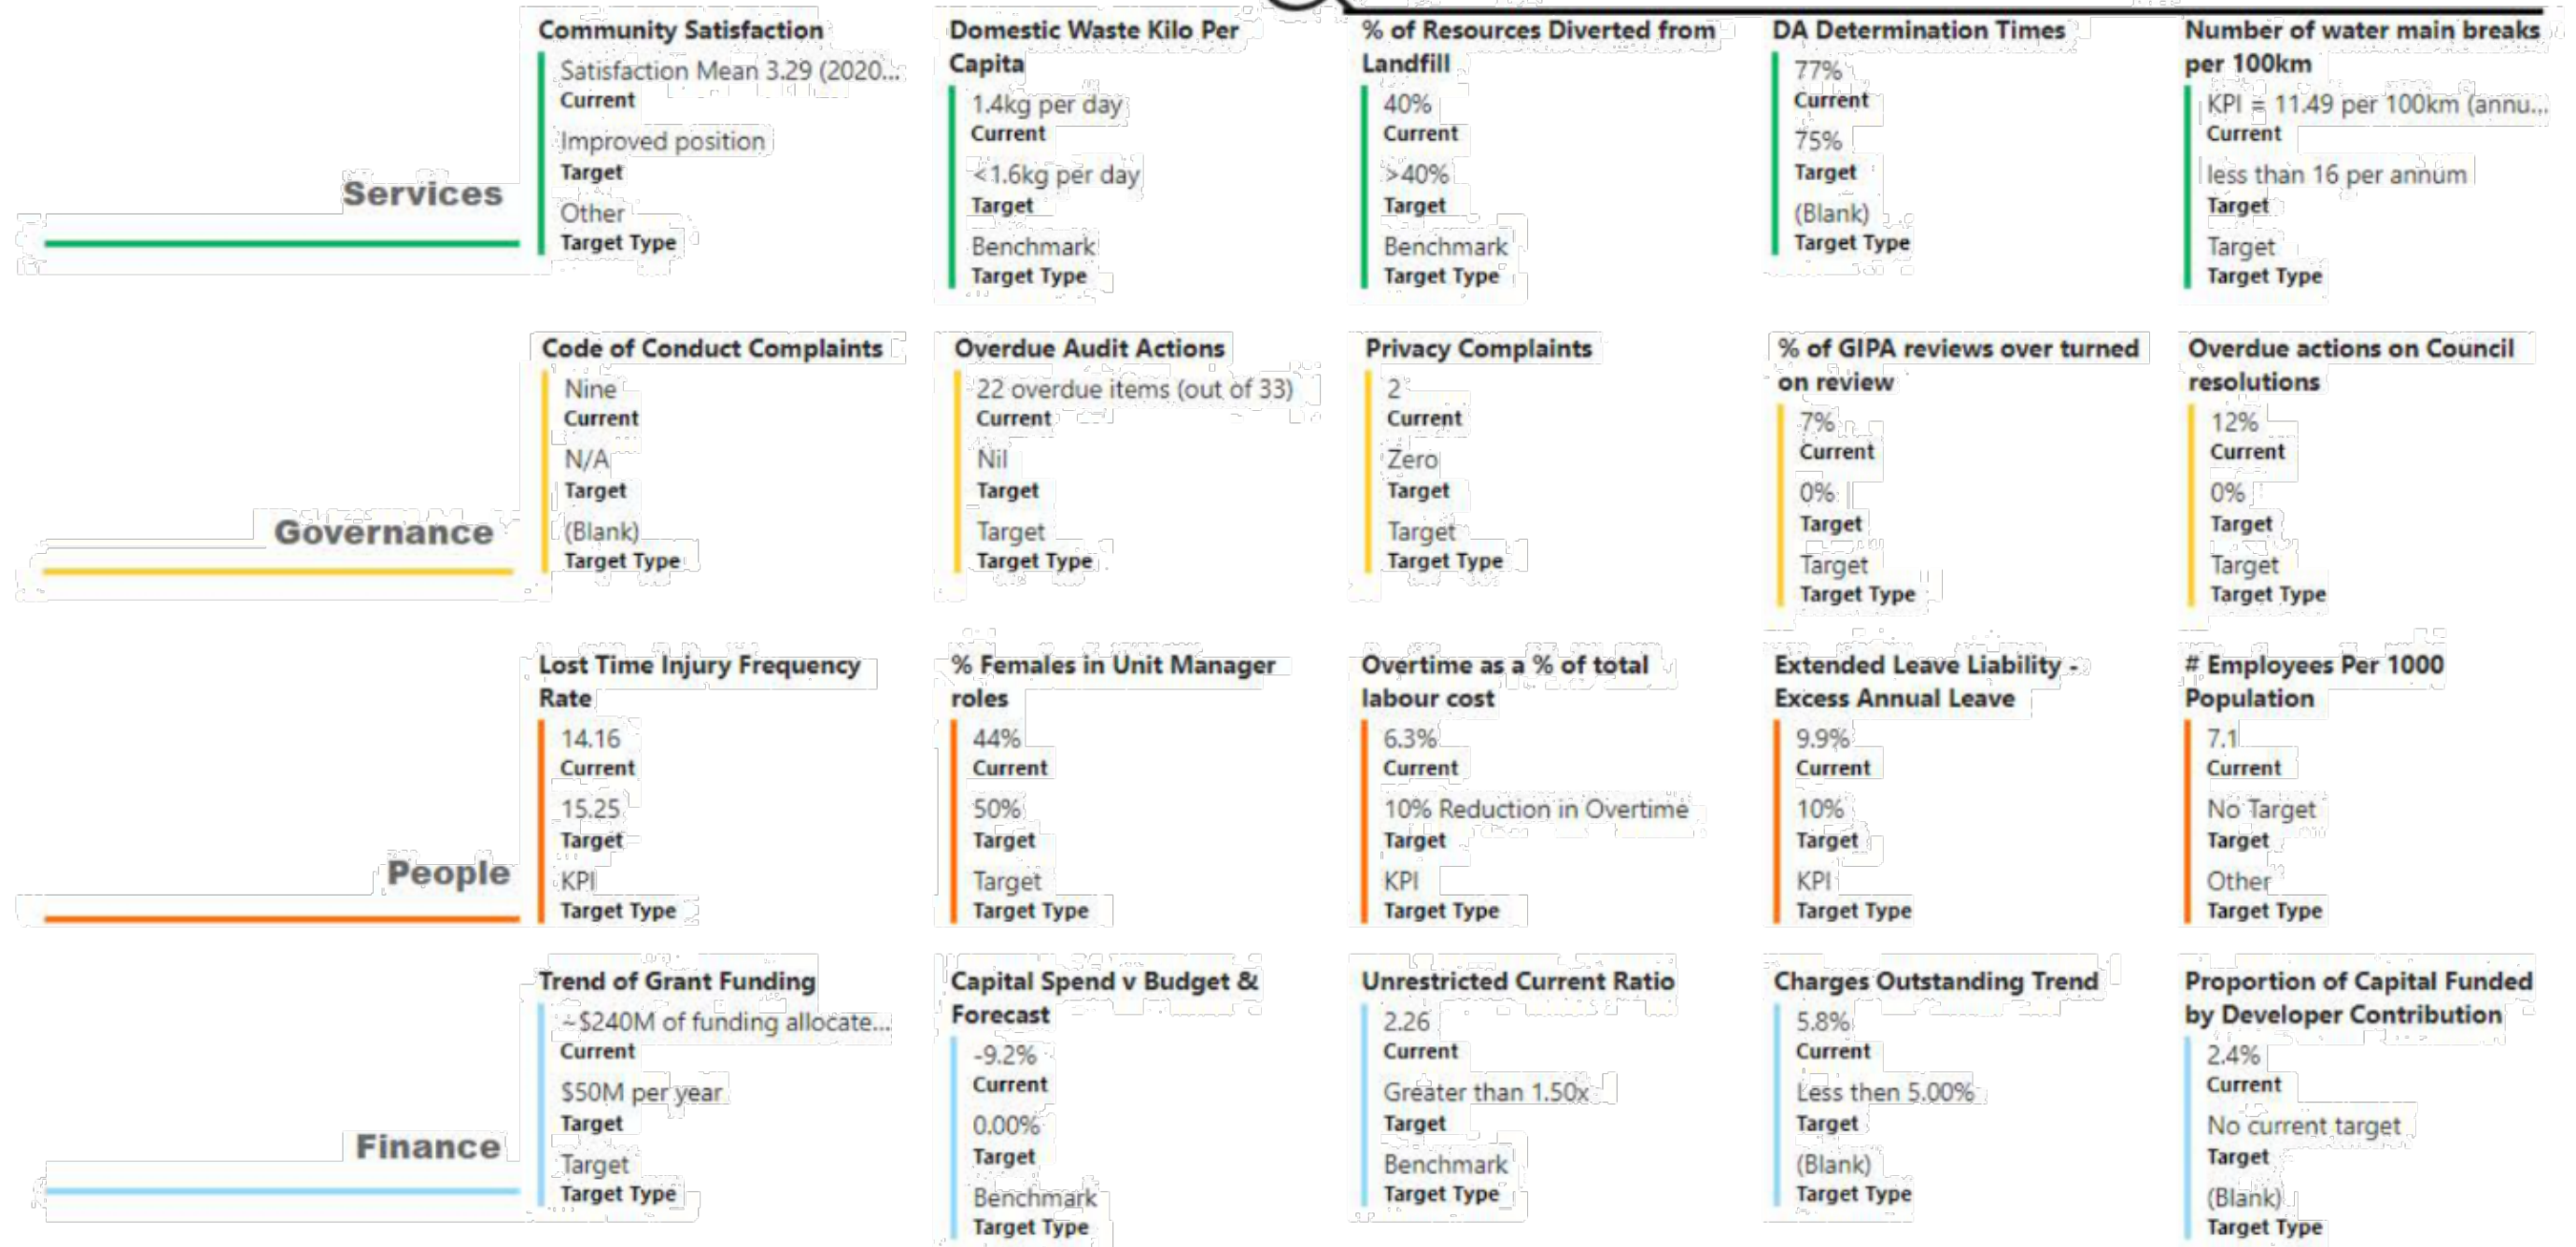 Services
Community Satisfaction
Satisfaction Mean 3.29 (2020...
Current
Improved position
Target
Other
Target Type
Domestic Waste Kilo Per
Capita
1.4kg per day
Current
<1.6kg per day
Target
Benchmark
Target Type
% of Resources Diverted from
Landfill
40%
Current
>40%
Target
Benchmark
Target Type
DA Determination Times
77%
Current
75%
Target
(Blank)
Target Type
Number of water main breaks
per 100km
KPI = 11.49 per 100km (annu...
Current
less than 16 per annum
Target
Target
Target Type
Governance
Code of Conduct Complaints
Nine
Current
N/A
Target
(Blank)
Target Type
Overdue Audit Actions
22 overdue items (out of 33)
Current
Nil
Target
Target
Target Type
Privacy Complaints
2
Current
Zero
Target
Target
Target Type
% of GIPA reviews over turned
on review
7%
Current
0%
Target
Target
Target Type
Overdue actions on Council
resolutions
12%
Current
0%
Target
Target
Target Type
People
Lost Time Injury Frequency
Rate
14.16
Current
15.25
Target
KPI
Target Type
% Females in Unit Manager
roles
44%
Current
50%
Target
Target
Target Type
Overtime as a % of total
labour cost
6.3%
Current
10% Reduction in Overtime
Target
KPI
Target Type
Extended Leave Liability -
Excess Annual Leave
9.9%
Current
10%
Target
KPI
Target Type
# Employees Per 1000
Population
7.1
Current
No Target
Target
Other
Target Type
Finance
Trend of Grant Funding
~$240M of funding allocate...
Current
$50M per year
Target
Target
Target Type
Capital Spend v Budget &
Forecast
-9.2%
Current
0.00%
Target
Benchmark
Target Type
Unrestricted Current Ratio
2.26
Current
Greater than 1.50x
Target
Benchmark
Target Type
Charges Outstanding Trend
5.8%
Current
Less then 5.00%
Target
(Blank)
Target Type
Proportion of Capital Funded
by Developer Contribution
2.4%
Current
No current target
Target
(Blank)
Target Type